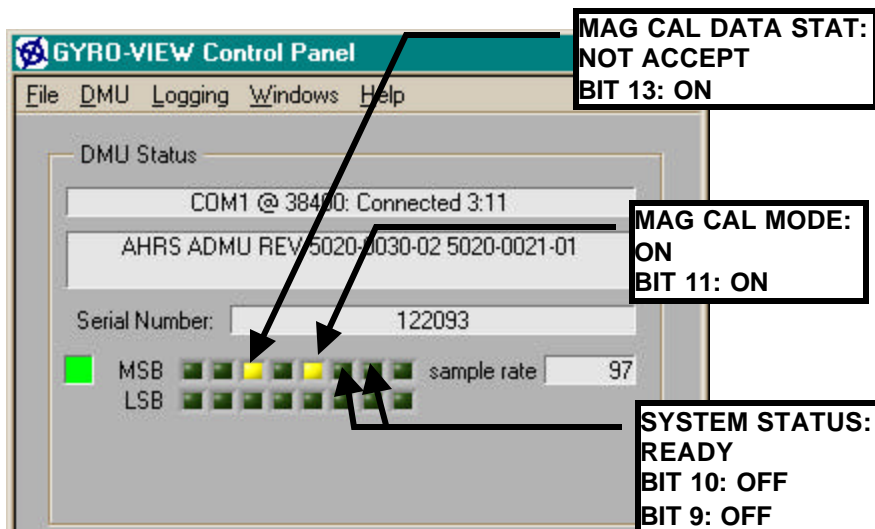 MAG CAL DATA STAT:
NOT ACCEPT
BIT 13: ON
GYRO-VIEW Control Panel
File DMU Logging Windows Help
DMU Status
COM1 @ 38400: Connected 3:11
AHRS ADMU REV 5020-0030-02 5020-0021-01
MAG CAL MODE:
ON
BIT 11: ON
Serial Number: 122093
MSB sample rate 97
LSB
SYSTEM STATUS:
READY
BIT 10: OFF
BIT 9: OFF